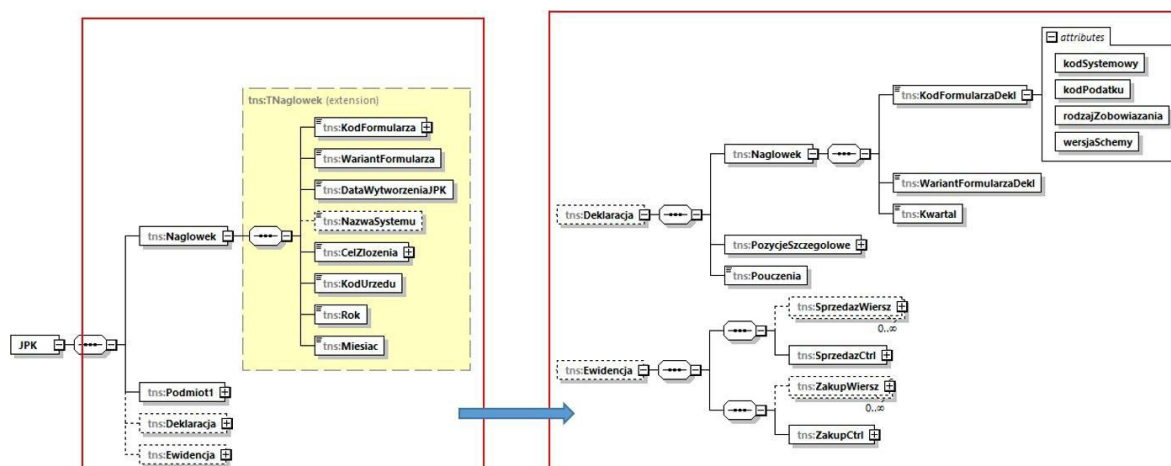 JPK
tns:Naglowek
tns:TNaglowek (extension)
tns:KodFormularza
tns:WariantFormularza
tns:DataWytworzeniaJPK
tns:NazwaSystemu
tns:CelZlozenia
tns:KodUrzedu
tns:Rok
tns:Miesiac
tns:Podmiot1
tns:Deklaracja
tns:Ewidencja
tns:Deklaracja
tns:Naglowek
tns:KodFormularzaDekl
attributes
kodSystemowy
kodPodatku
rodzajZobowiazania
wersjaSchemy
tns:WariantFormularzaDekl
tns:Kwartal
tns:PozycjeSzczegolowe
tns:Pouczenia
tns:Ewidencja
tns:SprzedazWiersz
0..∞
tns:SprzedazCtrl
tns:ZakupWiersz
0..∞
tns:ZakupCtrl